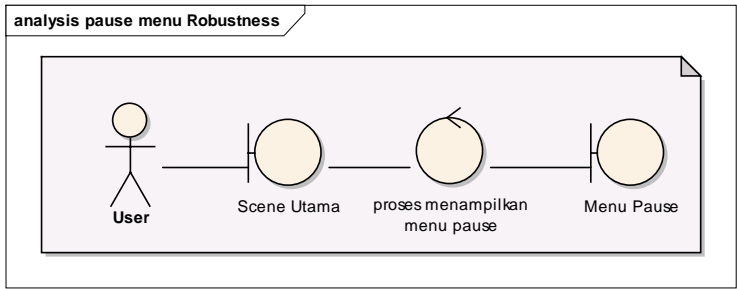 analysis pause menu Robustness
User
Scene Utama
proses menampilkan
menu pause
Menu Pause